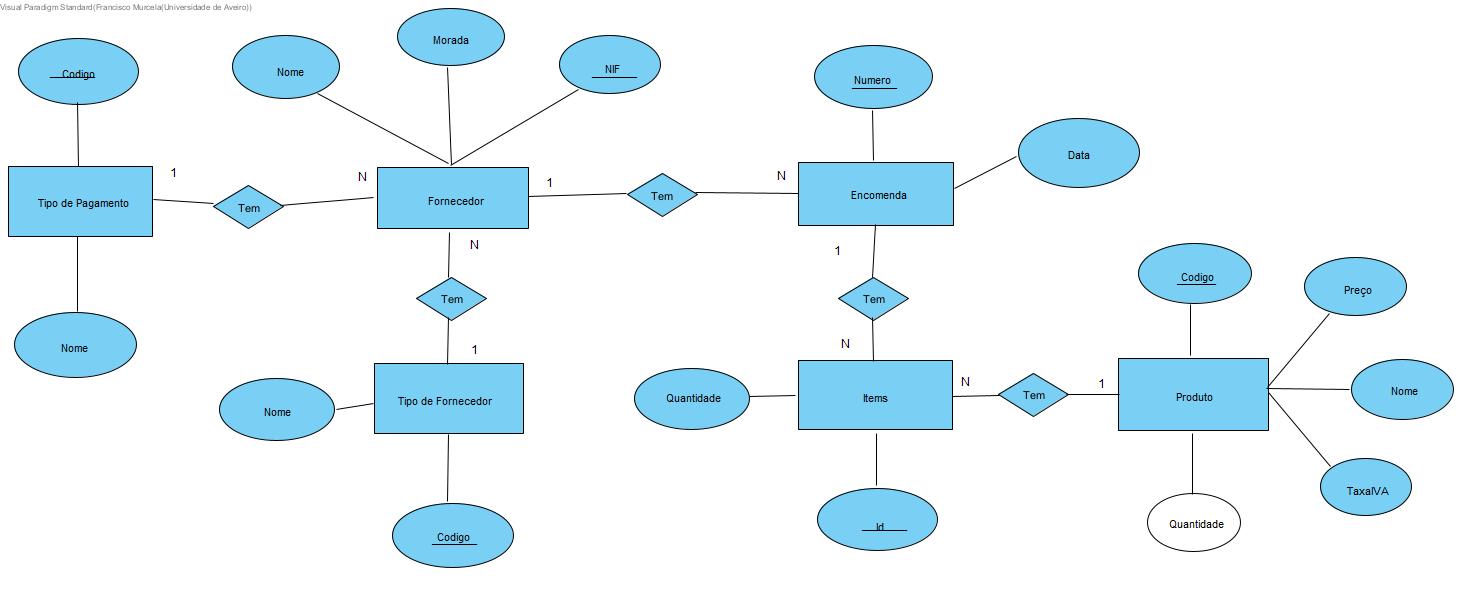 Visual Paradigm Standard(Francisco Murcela(Universidade de Aveiro))
Codigo
Nome
Morada
NIF
Numero
Data
Tipo de Pagamento
1
Tem
N
Fornecedor
1
Tem
N
Encomenda
N
Tem
1
1
Tem
N
Nome
Codigo
Preço
Nome
Tipo de Fornecedor
Quantidade
Items
N
Tem
1
Produto
Nome
TaxaIVA
Codigo
Id
Quantidade